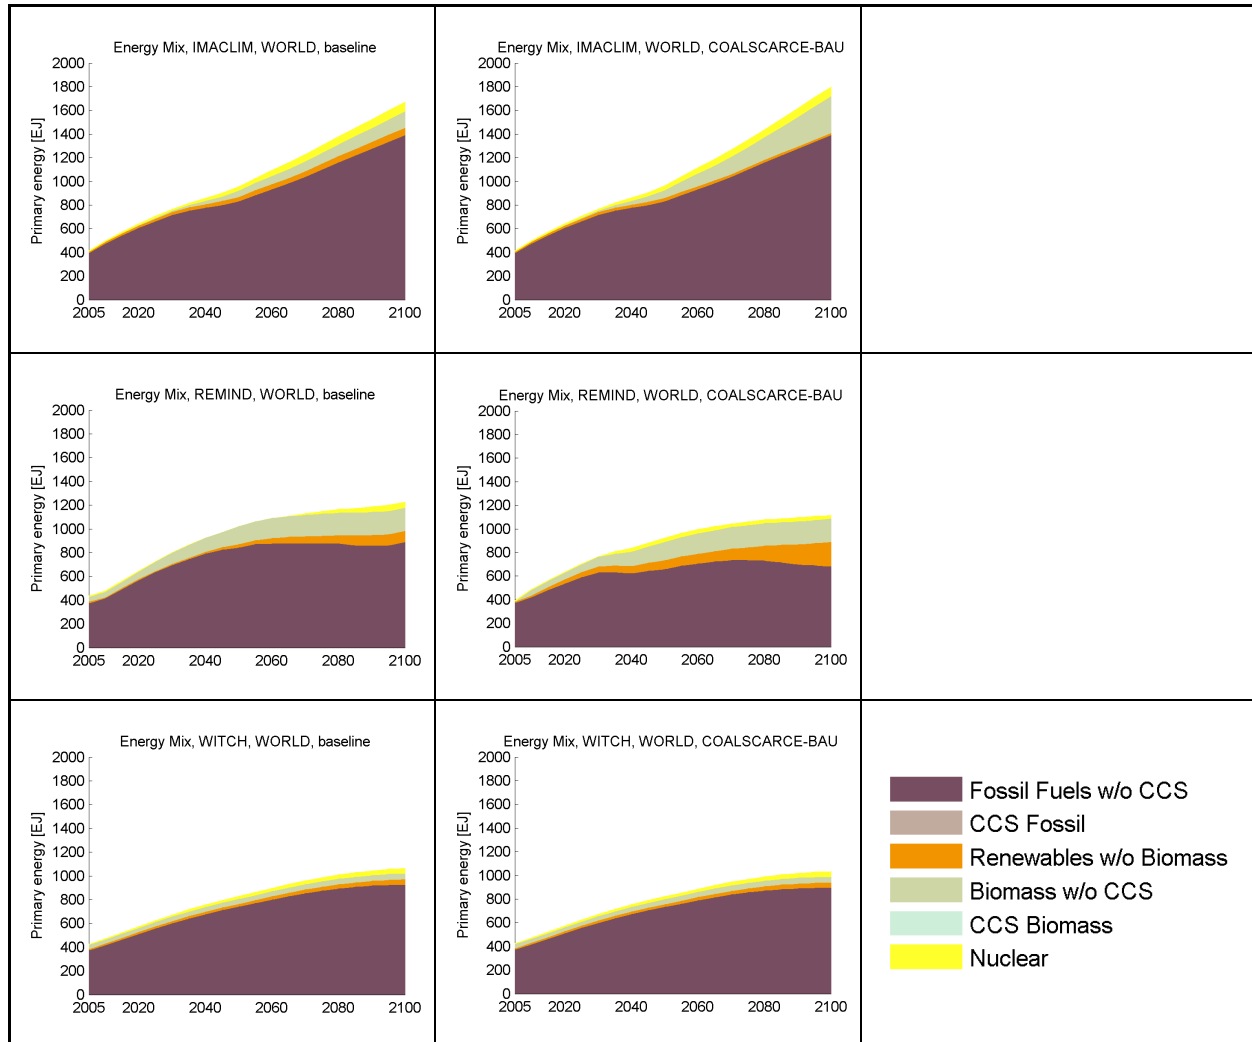 Energy Mix, IMACLIM, WORLD, baseline
Primary energy [EJ]
2000
1800
1600
1400
1200
1000
800
600
400
200
0
2005 2020 2040 2060 2080 2100
Energy Mix, IMACLIM, WORLD, COALSCARCE-BAU
Primary energy [EJ]
2000
1800
1600
1400
1200
1000
800
600
400
200
0
2005 2020 2040 2060 2080 2100
Energy Mix, REMIND, WORLD, baseline
Primary energy [EJ]
2000
1800
1600
1400
1200
1000
800
600
400
200
0
2005 2020 2040 2060 2080 2100
Energy Mix, REMIND, WORLD, COALSCARCE-BAU
Primary energy [EJ]
2000
1800
1600
1400
1200
1000
800
600
400
200
0
2005 2020 2040 2060 2080 2100
Energy Mix, WITCH, WORLD, baseline
Primary energy [EJ]
2000
1800
1600
1400
1200
1000
800
600
400
200
0
2005 2020 2040 2060 2080 2100
Energy Mix, WITCH, WORLD, COALSCARCE-BAU
Primary energy [EJ]
2000
1800
1600
1400
1200
1000
800
600
400
200
0
2005 2020 2040 2060 2080 2100
Fossil Fuels w/o CCS
CCS Fossil
Renewables w/o Biomass
Biomass w/o CCS
CCS Biomass
Nuclear